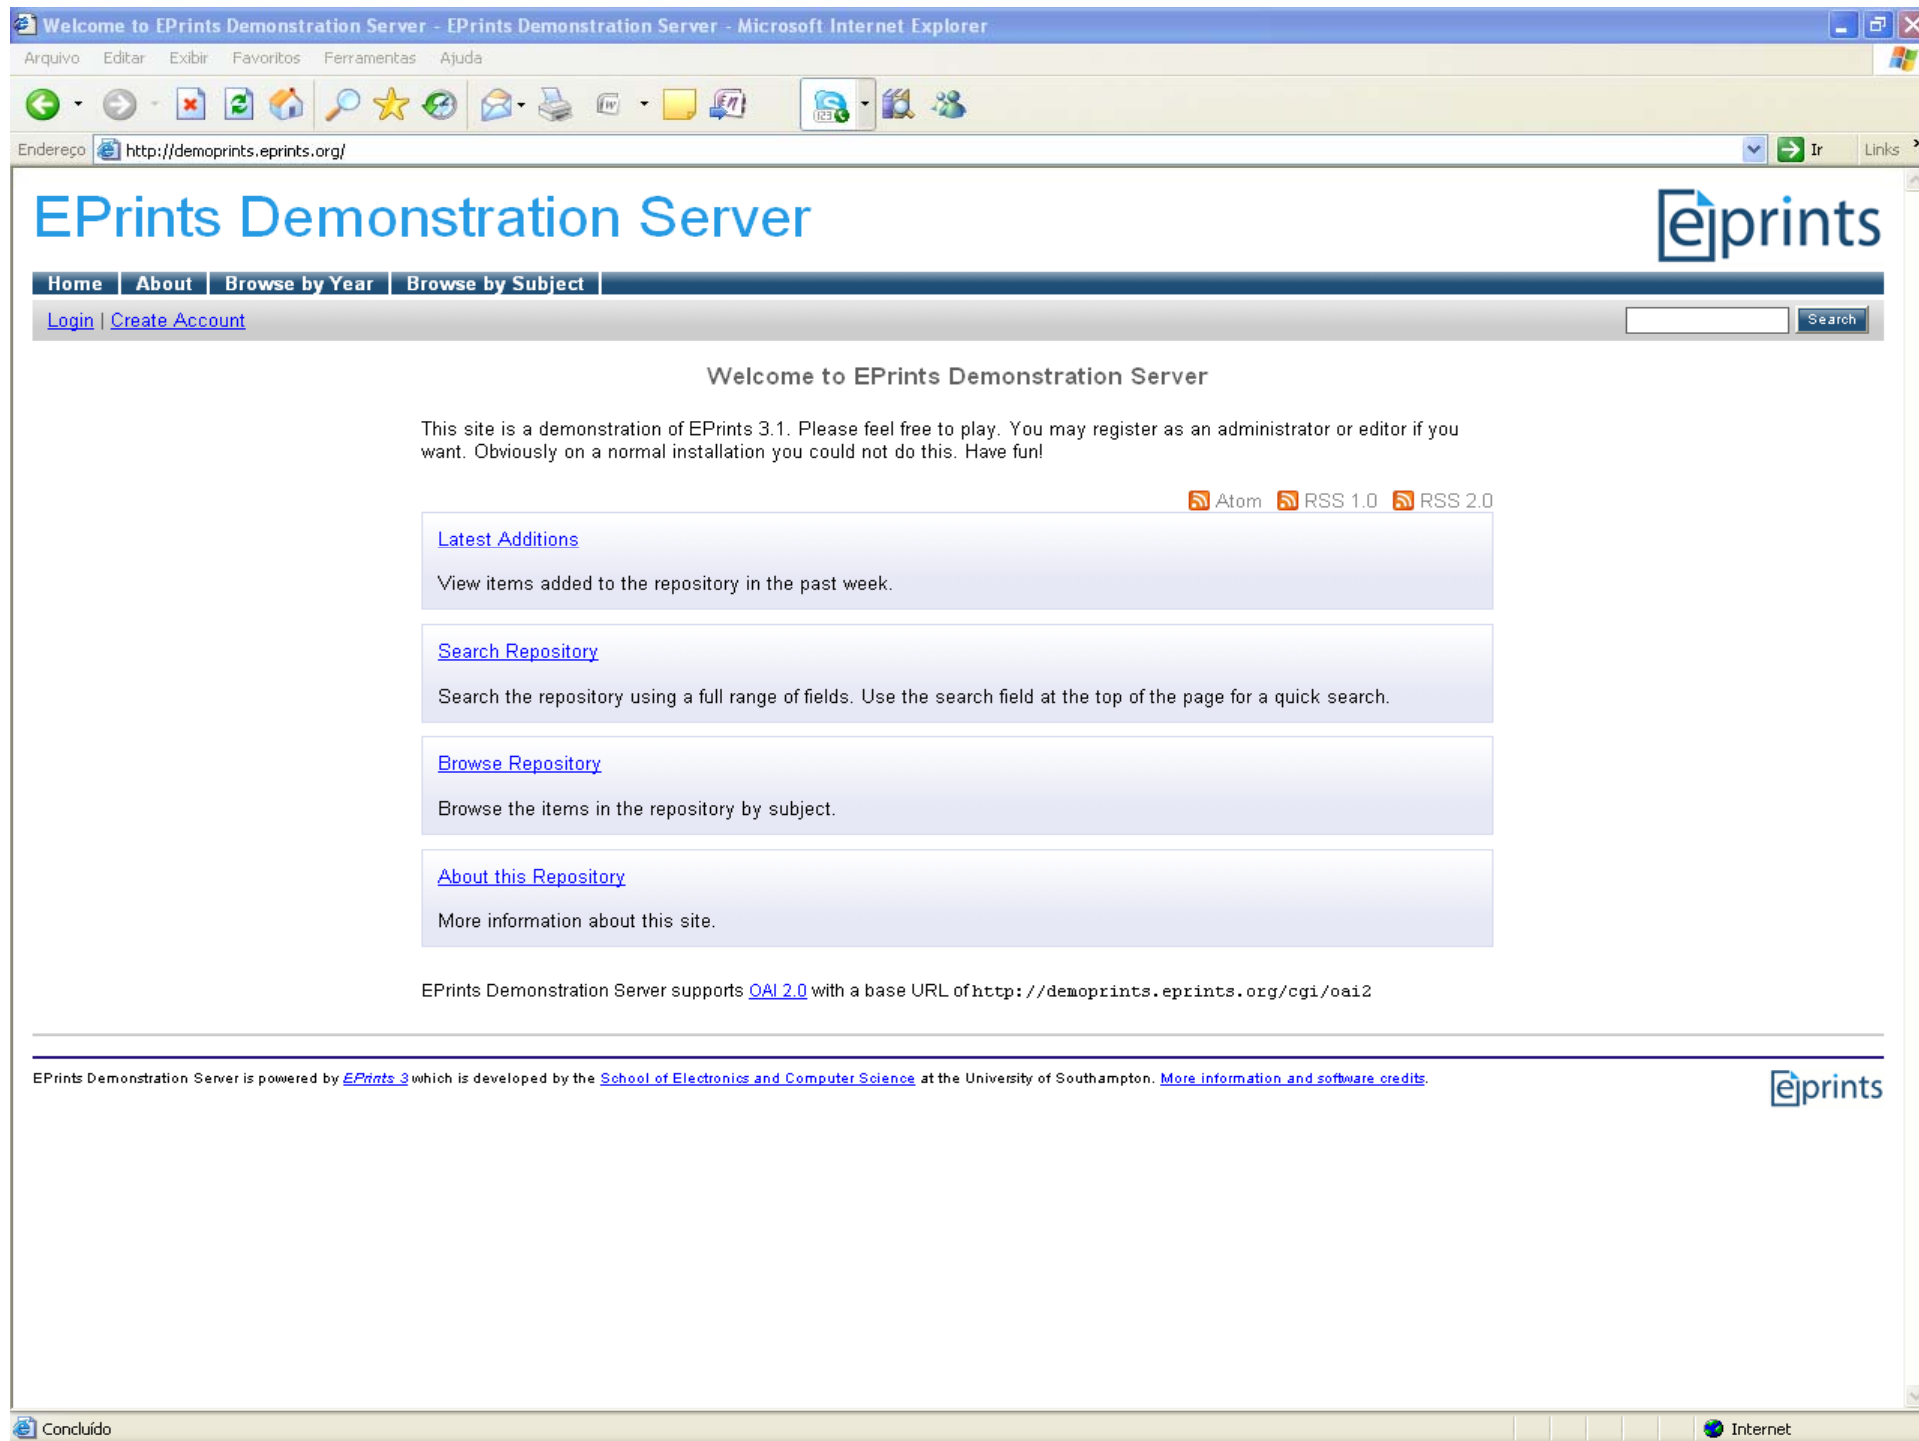 Welcome to EPrints Demonstration Server - EPrints Demonstration Server - Microsoft Internet Explorer
Arquivo Editar Exibir Favoritos Ferramentas Ajuda
Endereço http://demoprints.eprints.org/ Ir Links
EPrints Demonstration Server eprints
Home About Browse by Year Browse by Subject
Login | Create Account Search
Welcome to EPrints Demonstration Server
This site is a demonstration of EPrints 3.1. Please feel free to play. You may register as an administrator or editor if you
want. Obviously on a normal installation you could not do this. Have fun!
Atom RSS 1.0 RSS 2.0
Latest Additions
View items added to the repository in the past week.
Search Repository
Search the repository using a full range of fields. Use the search field at the top of the page for a quick search.
Browse Repository
Browse the items in the repository by subject.
About this Repository
More information about this site.
EPrints Demonstration Server supports OAI 2.0 with a base URL of http://demoprints.eprints.org/cgi/oai2
EPrints Demonstration Server is powered by EPrints 3 which is developed by the School of Electronics and Computer Science at the University of Southampton. More information and software credits. eprints
Concluído Internet